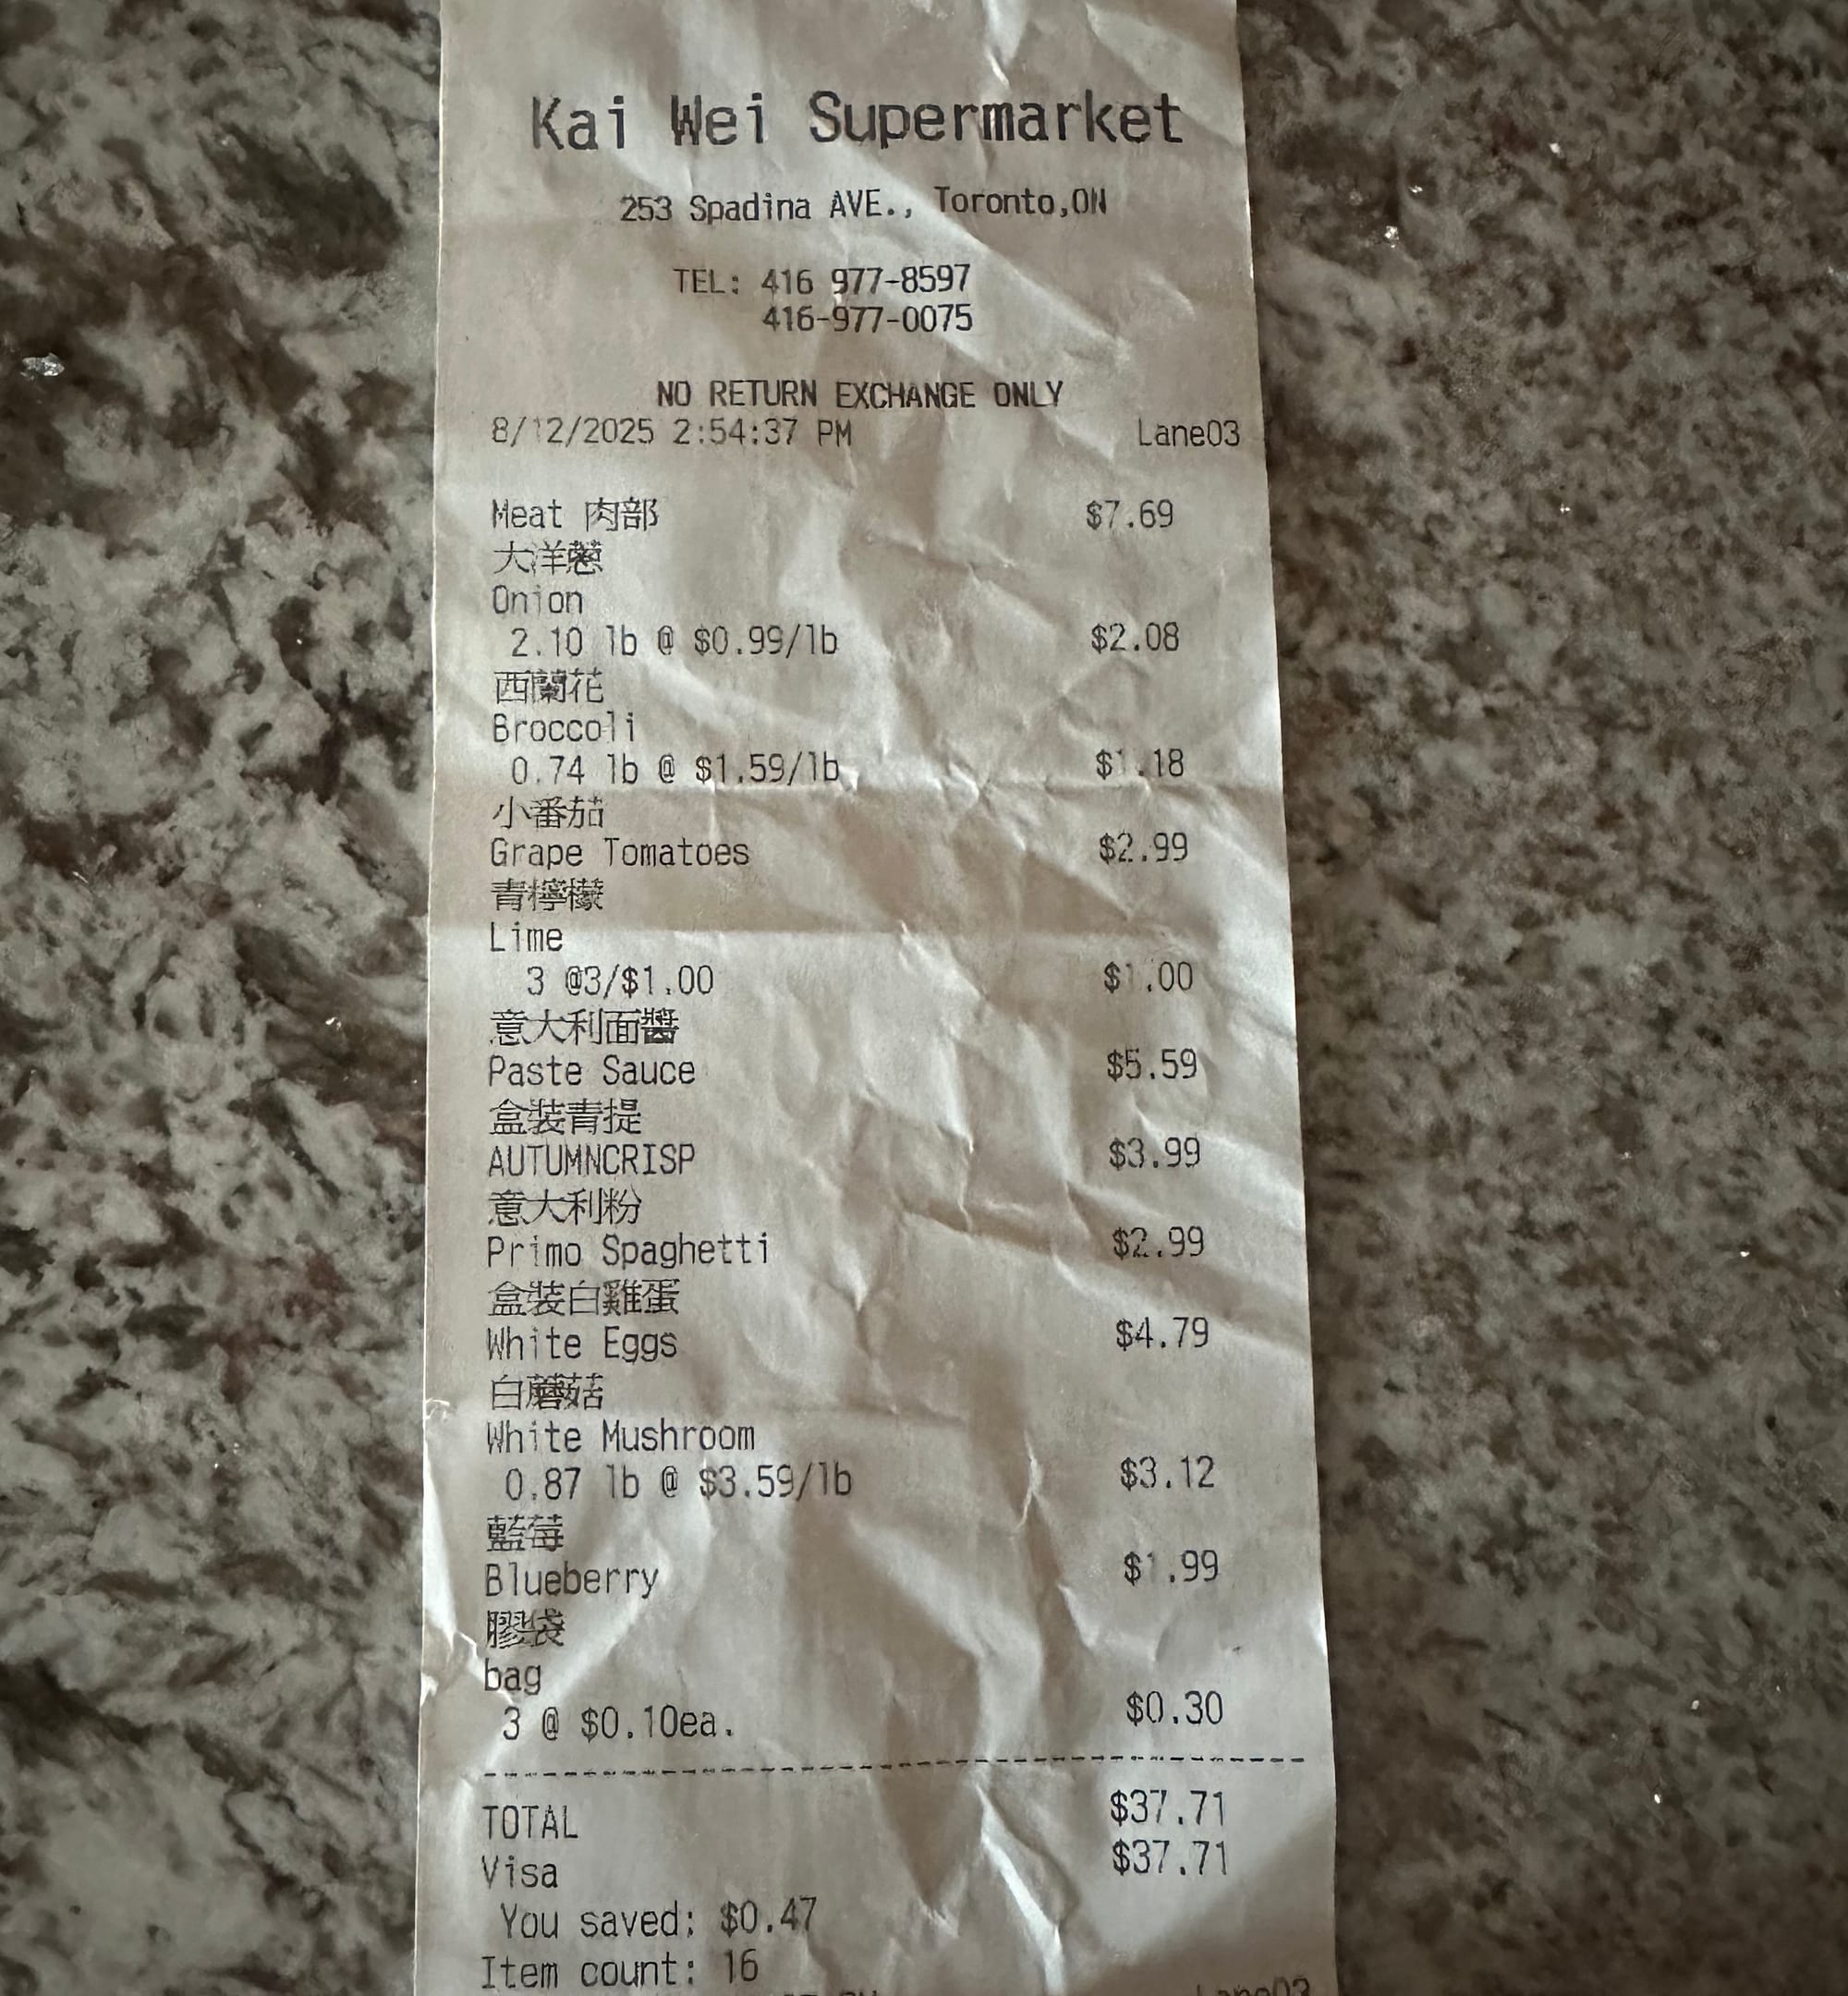 Kai Wei Supermarket
253 Spadina AVE., Toronto,ON
TEL: 416 977-8597
416-977-0075
NO RETURN EXCHANGE ONLY
8/12/2025 2:54:37 PM Lane03
Meat 肉部 $7.69
大洋蔥
Onion
2.10 lb @ $0.99/lb $2.08
西蘭花
Broccoli
0.74 lb @ $1.59/lb $1.18
小番茄
Grape Tomatoes $2.99
青檸檬
Lime
3 @3/$1.00 $1.00
意大利面醬
Paste Sauce $5.59
盒裝青提
AUTUMNCRISP $3.99
意大利粉
Primo Spaghetti $2.99
盒裝白雞蛋
White Eggs $4.79
白蘑菇
White Mushroom
0.87 lb @ $3.59/lb $3.12
藍莓
Blueberry $1.99
膠袋
bag
3 @ $0.10ea. $0.30
TOTAL $37.71
Visa $37.71
You saved: $0.47
Item count: 16
Lane03